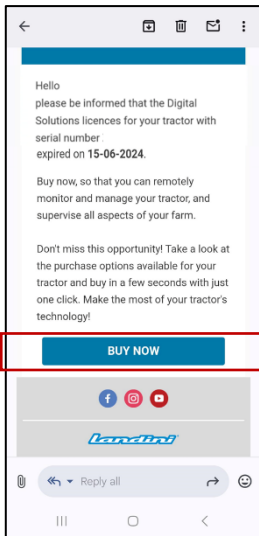 Hello
please be informed that the Digital
Solutions licences for your tractor with
serial number
expired on 15-06-2024.
Buy now, so that you can remotely
monitor and manage your tractor, and
supervise all aspects of your farm.
Don't miss this opportunity! Take a look at
the purchase options available for your
tractor and buy in a few seconds with just
one click. Make the most of your tractor's
technology!
BUY NOW
Landini
Reply all